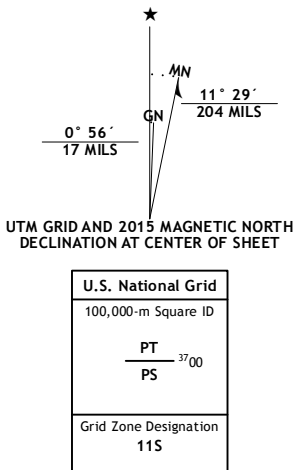 ★
MN
GN
11° 29´
204 MILS
0° 56´
17 MILS
UTM GRID AND 2015 MAGNETIC NORTH
DECLINATION AT CENTER OF SHEET
U.S. National Grid
100,000-m Square ID
PT
3700
PS
Grid Zone Designation
11S